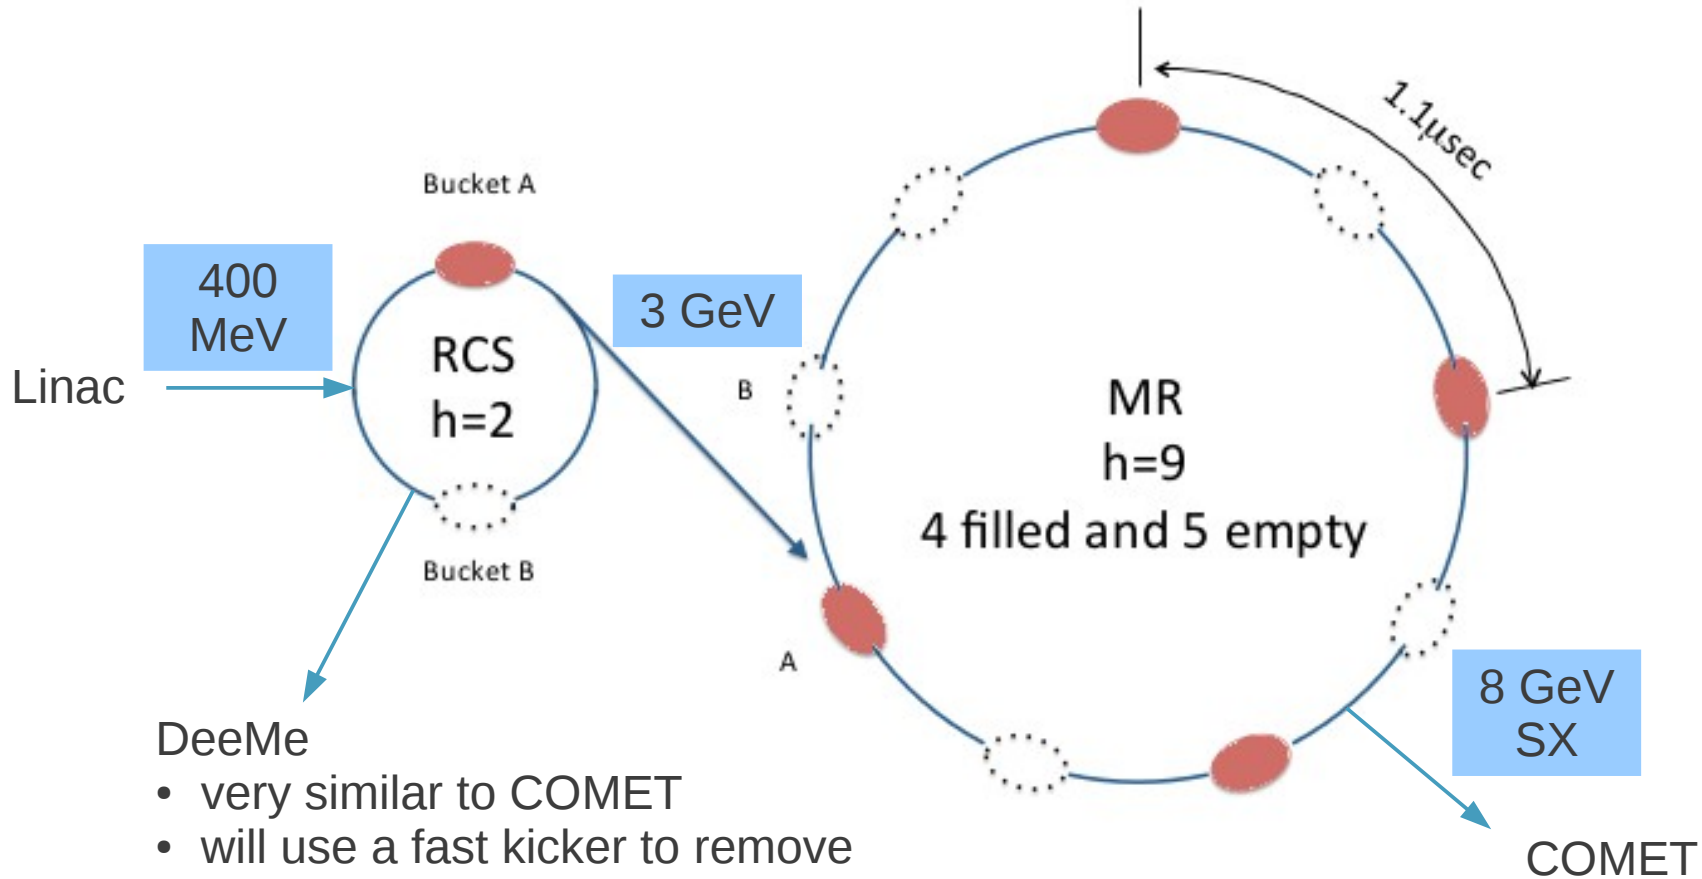 1.1μsec
Bucket A
400
MeV
3 GeV
RCS
h=2
Linac
B
MR
h=9
4 filled and 5 empty
Bucket B
A
8 GeV
SX
DeeMe
• very similar to COMET
• will use a fast kicker to remove
COMET